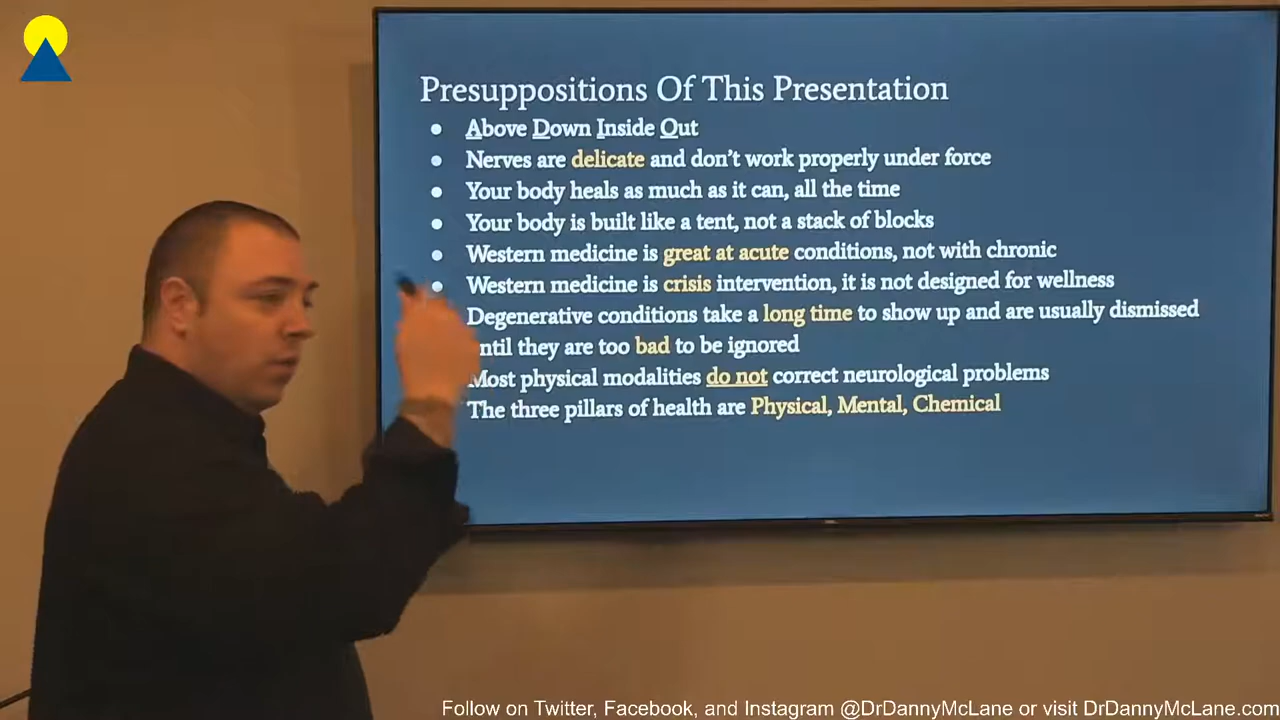 Presuppositions Of This Presentation
Above Down Inside Out
Nerves are delicate and don't work properly under force
Your body heals as much as it can, all the time
Your body is built like a tent, not a stack of blocks
Western medicine is great at acute conditions, not with chronic
Western medicine is crisis intervention, it is not designed for wellness
Degenerative conditions take a long time to show up and are usually dismissed
until they are too bad to be ignored
Most physical modalities do not correct neurological problems
The three pillars of health are Physical, Mental, Chemical
Follow on Twitter, Facebook, and Instagram @DrDannyMcLane or visit DrDannyMcLane.com